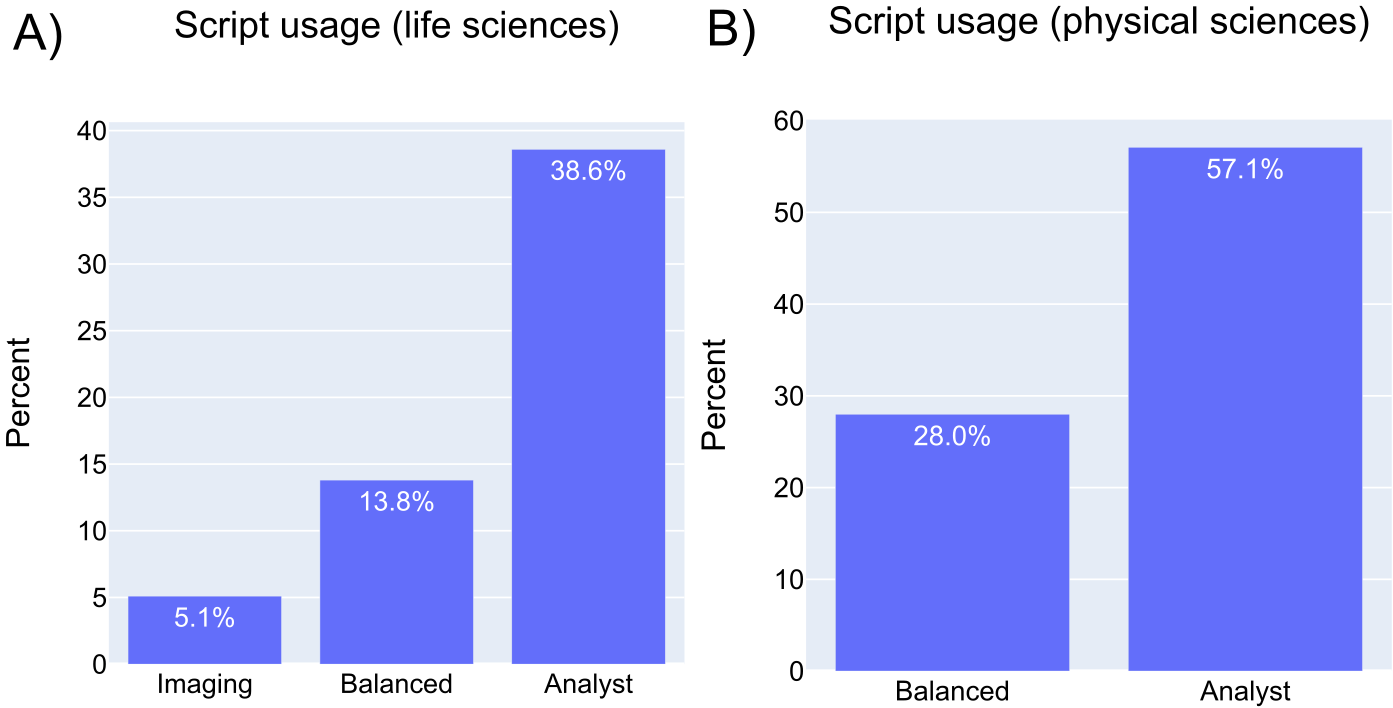 A)
Script usage (life sciences)
Percent
40
35
30
25
20
15
10
5
0
5.1%
13.8%
38.6%
Imaging
Balanced
Analyst
B)
Script usage (physical sciences)
Percent
60
50
40
30
20
10
0
28.0%
57.1%
Balanced
Analyst